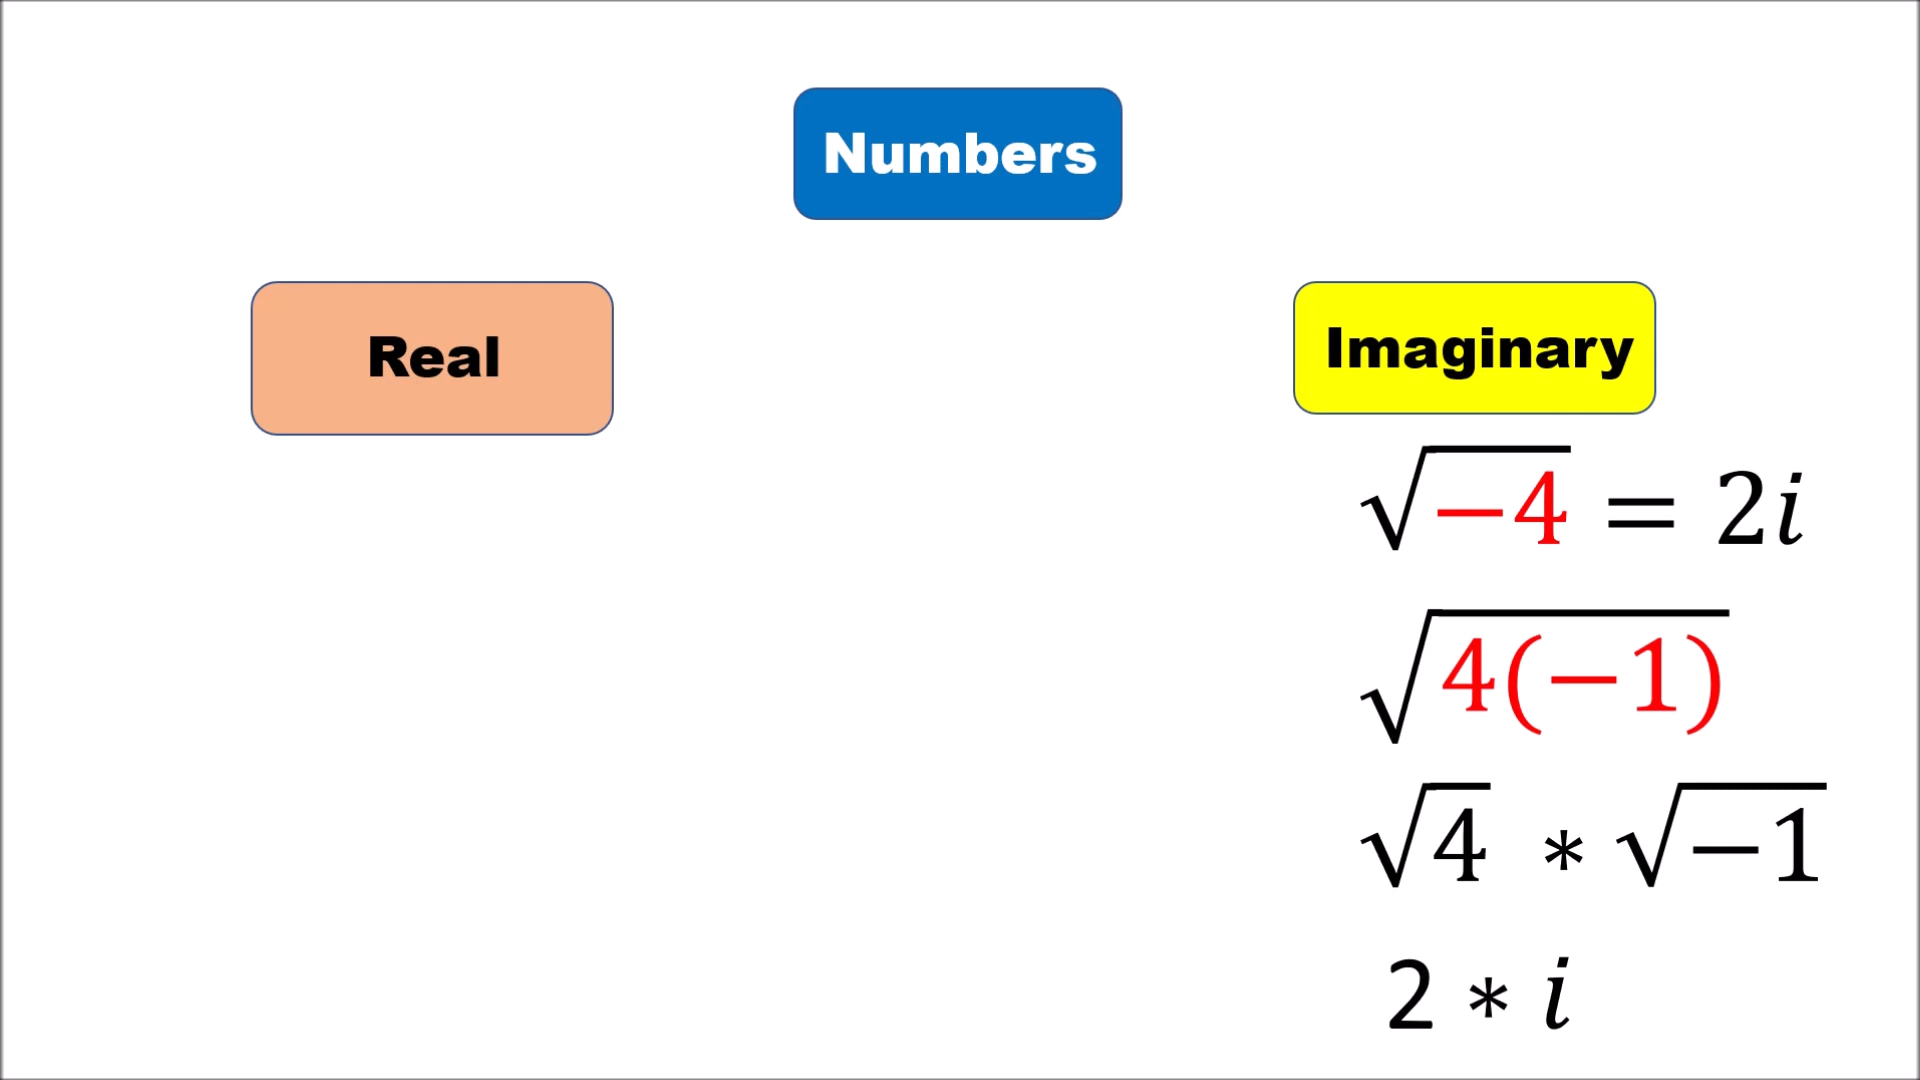 Numbers
Real
Imaginary
√−4 = 2i
√4(−1)
√4 * √−1
2 * i